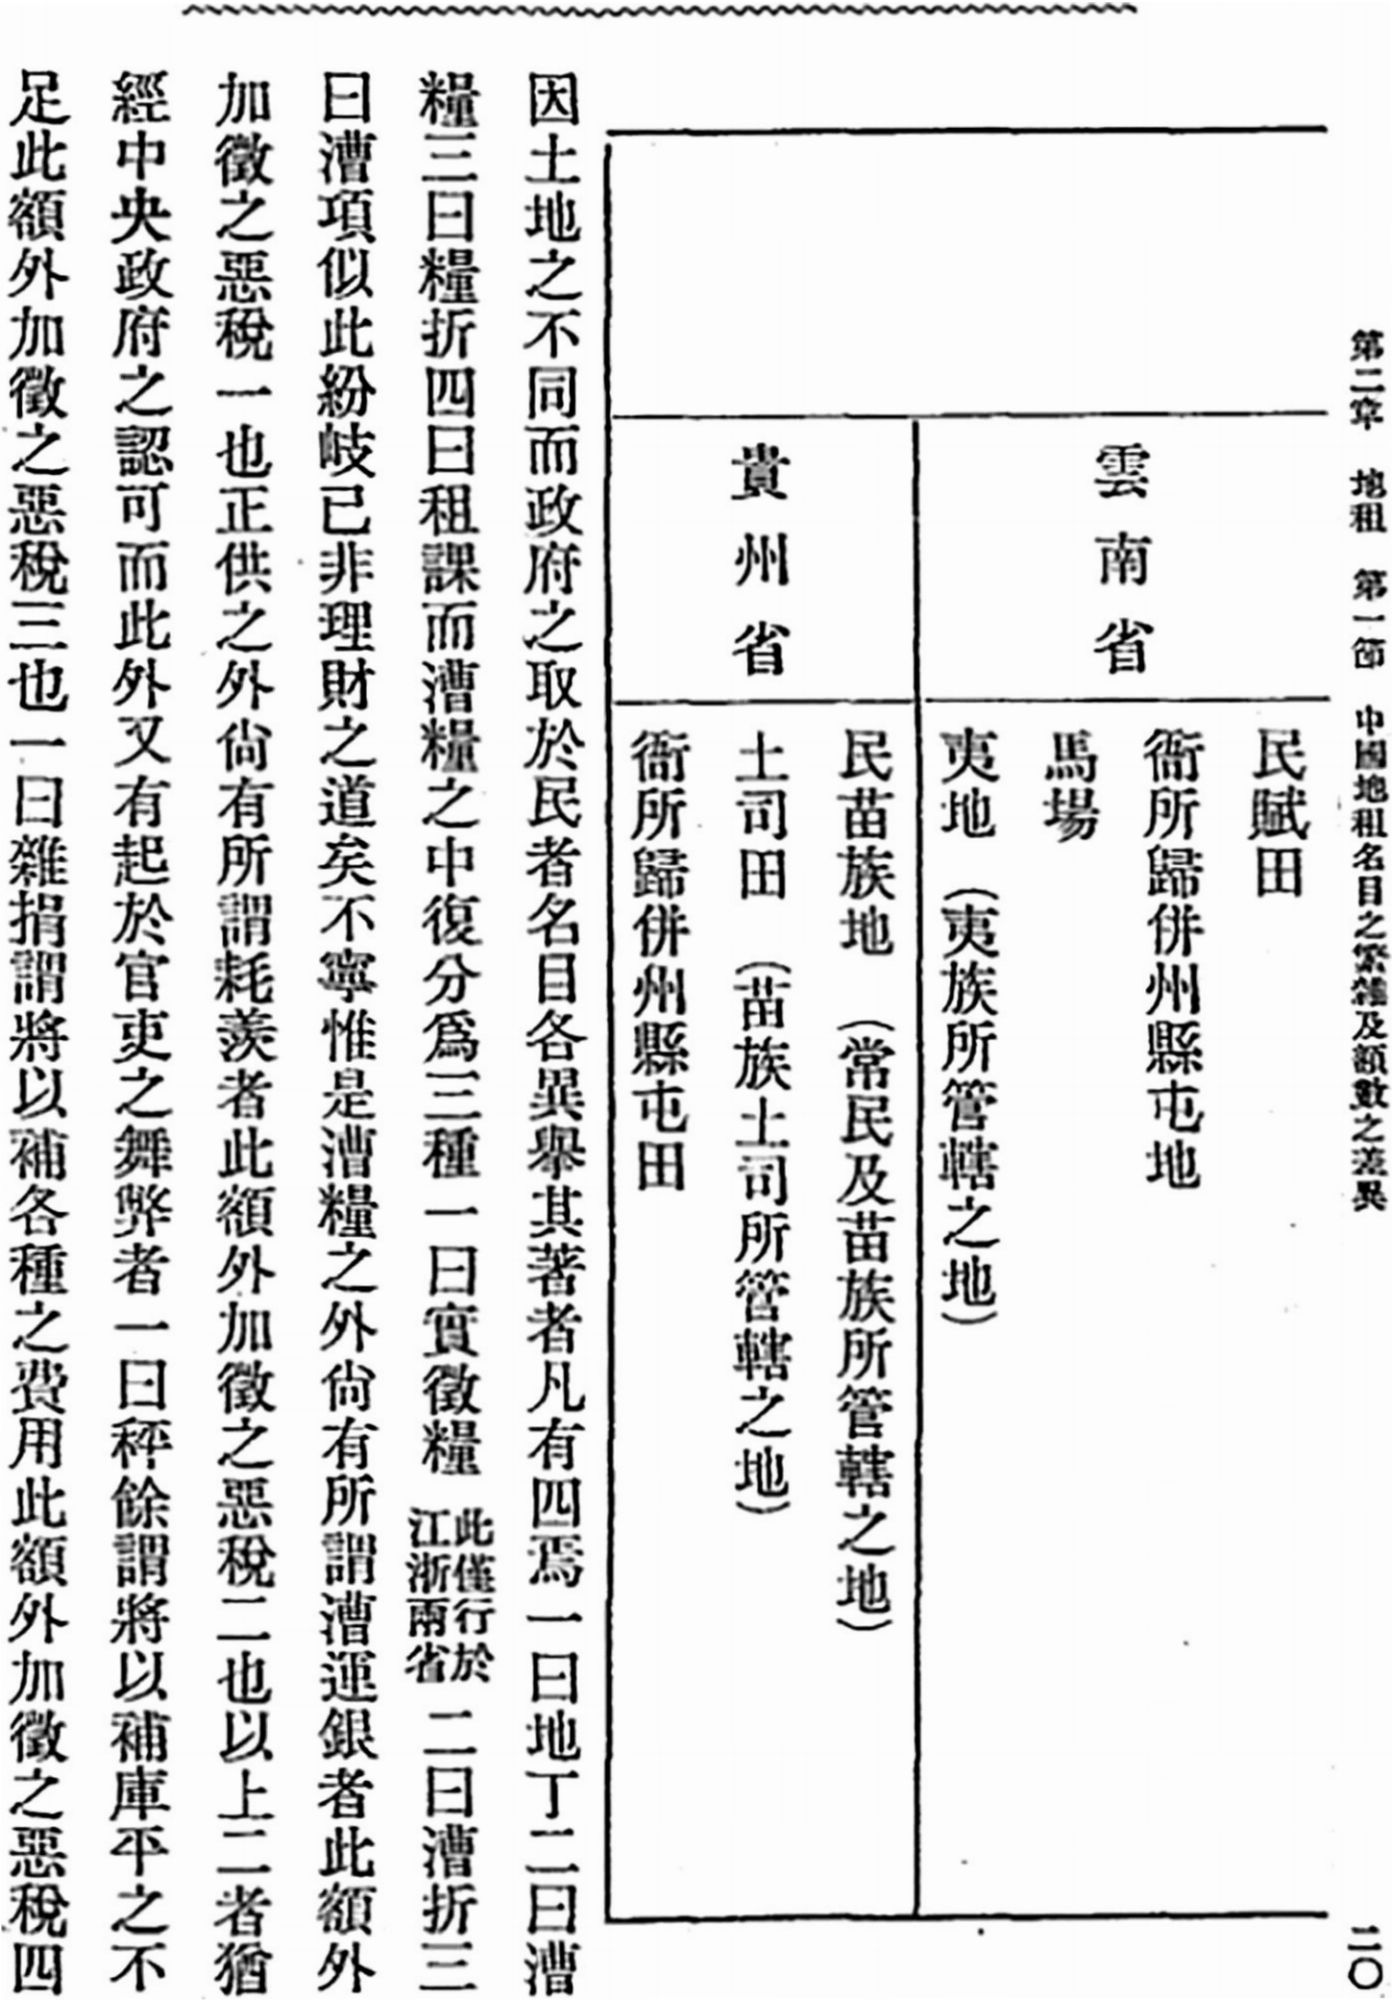 第二章　地租　第一節　中國地租名目之繁雜及額數之差異　二〇
雲南省
民賦田
衞所歸併州縣屯地
馬場
夷地（夷族所管轄之地）
貴州省
民苗族地（常民及苗族所管轄之地）
土司田（苗族土司所管轄之地）
衞所歸併州縣屯田
因土地之不同而政府之取於民者名目各異舉其著者凡有四焉一曰地丁二曰漕
糧三曰糧折四曰租課而漕糧之中復分爲三種一曰實徵糧此僅行於江浙兩省二曰漕折三
曰漕項似此紛岐已非理財之道矣不寧惟是漕糧之外尙有所謂漕運銀者此額外
加徵之惡稅一也正供之外尙有所謂耗羨者此額外加徵之惡稅二也以上二者猶
經中央政府之認可而此外又有起於官吏之舞弊者一曰秤餘謂將以補庫平之不
足此額外加徵之惡稅三也一曰雜捐謂將以補各種之費用此額外加徵之惡稅四